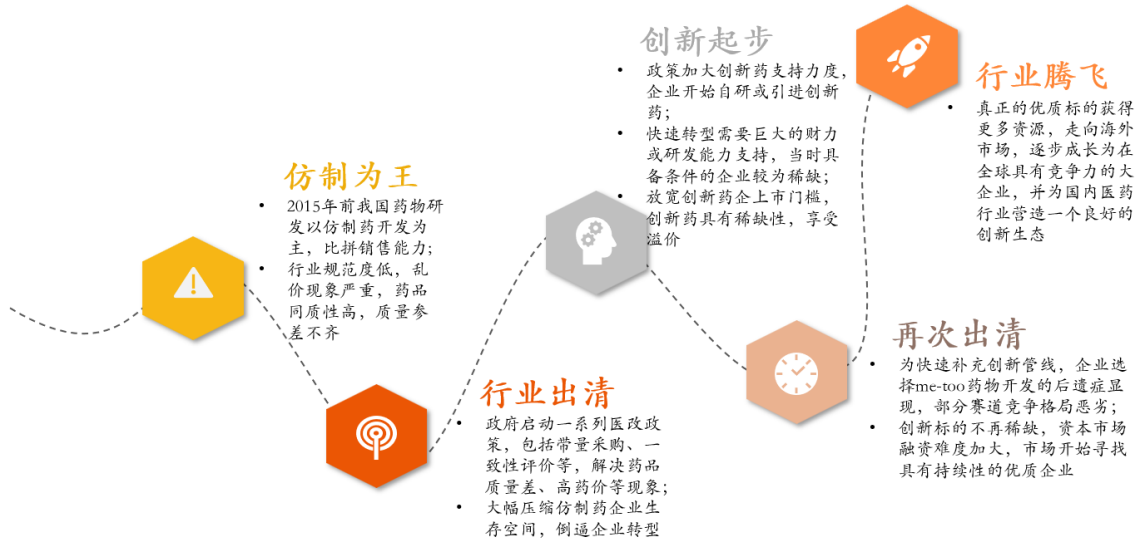 仿制为王
• 2015年前我国药物研
发以仿制药开发为
主，比拼销售能力；
• 行业规范度低，乱
价现象严重，药品
同质性高，质量参
差不齐
行业出清
• 政府启动一系列医改政
策，包括带量采购、一
致性评价等，解决药品
质量差、高药价等现象；
• 大幅压缩仿制药企业生
存空间，倒逼企业转型
创新起步
• 政策加大创新药支持力度，
企业开始自研或引进创新
药；
• 快速转型需要巨大的财力
或研发能力支持，当时具
备条件的企业较为稀缺；
• 放宽创新药企上市门槛，
创新药具有稀缺性，享受
溢价
再次出清
• 为快速补充创新管线，企业选
择me-too药物开发的后遗症显
现，部分赛道竞争格局恶劣；
• 创新标的不再稀缺，资本市场
融资难度加大，市场开始寻找
具有持续性的优质企业
行业腾飞
• 真正的优质标的获得
更多资源，走向海外
市场，逐步成长为在
全球具有竞争力的大
企业，并为国内医药
行业营造一个良好的
创新生态